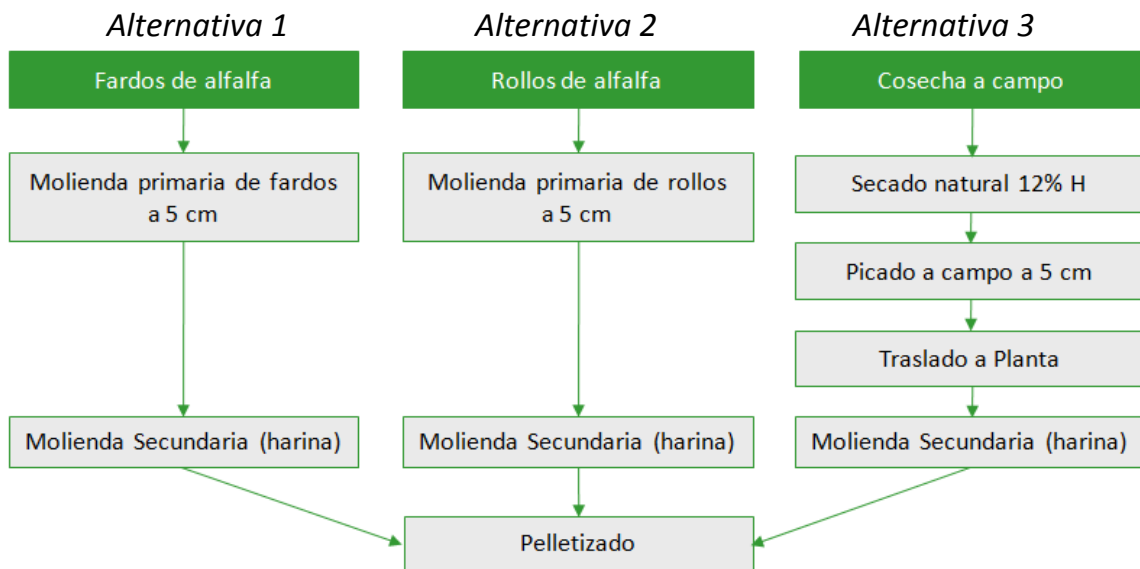 Alternativa 1
Alternativa 2
Alternativa 3
Fardos de alfalfa
Rollos de alfalfa
Cosecha a campo
Molienda primaria de fardos
a 5 cm
Molienda primaria de rollos
a 5 cm
Secado natural 12% H
Picado a campo a 5 cm
Traslado a Planta
Molienda Secundaria (harina)
Molienda Secundaria (harina)
Molienda Secundaria (harina)
Pelletizado